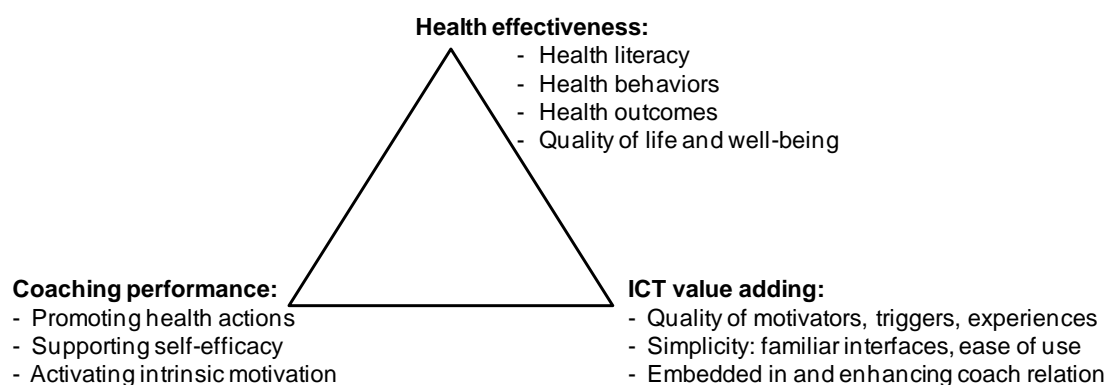 Health effectiveness:
- Health literacy
- Health behaviors
- Health outcomes
- Quality of life and well-being
Coaching performance:
- Promoting health actions
- Supporting self-efficacy
- Activating intrinsic motivation
ICT value adding:
- Quality of motivators, triggers, experiences
- Simplicity: familiar interfaces, ease of use
- Embedded in and enhancing coach relation